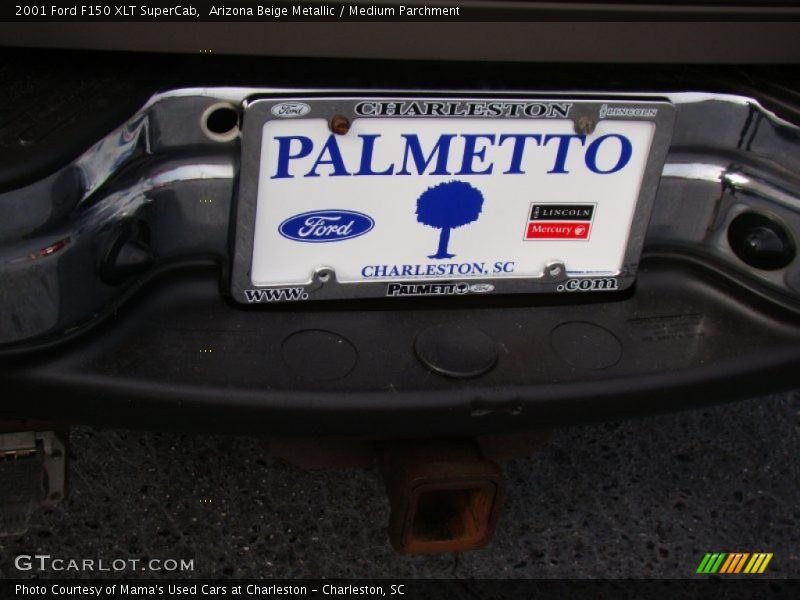 2001 Ford F150 XLT SuperCab,  Arizona Beige Metallic / Medium Parchment
Ford CHARLESTON LINCOLN
PALMETTO
Ford
LINCOLN
Mercury
CHARLESTON, SC
www. PALMETTO Ford .com
GTCARLOT.COM
Photo Courtesy of Mama's Used Cars at Charleston - Charleston, SC